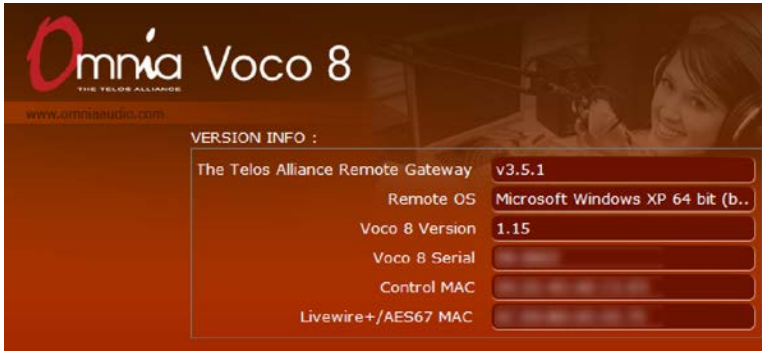 Omnia Voco 8
THE TELOS ALLIANCE
www.omniaaudio.com
VERSION INFO :
The Telos Alliance Remote Gateway v3.5.1
Remote OS Microsoft Windows XP 64 bit (b..
Voco 8 Version 1.15
Voco 8 Serial
Control MAC
Livewire+/AES67 MAC